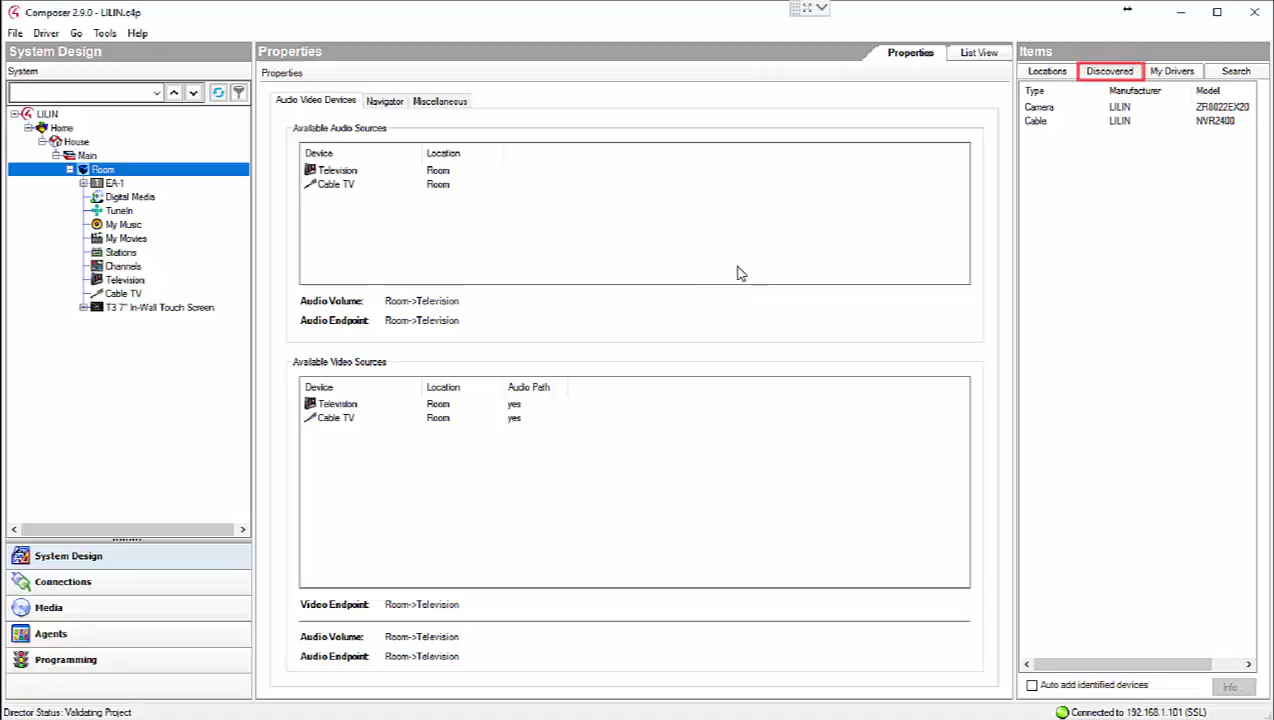 Composer 2.9.0 - LILIN.c4p
File Driver Go Tools Help
System Design
System
LILIN
Home
House
Main
Room
EA-1
Digital Media
TuneIn
My Music
My Movies
Stations
Channels
Television
Cable TV
T3 7" In-Wall Touch Screen
System Design
Connections
Media
Agents
Programming
Properties
Properties List View
Properties
Audio Video Devices Navigator Miscellaneous
Available Audio Sources
Device Location
Television Room
Cable TV Room
Audio Volume: Room->Television
Audio Endpoint: Room->Television
Available Video Sources
Device Location Audio Path
Television Room yes
Cable TV Room yes
Video Endpoint: Room->Television
Audio Volume: Room->Television
Audio Endpoint: Room->Television
Items
Locations Discovered My Drivers Search
Type Manufacturer Model
Camera LILIN ZR8022EX20
Cable LILIN NVR2400
Auto add identified devices
Info...
Director Status: Validating Project
Connected to 192.168.1.101 (SSL)